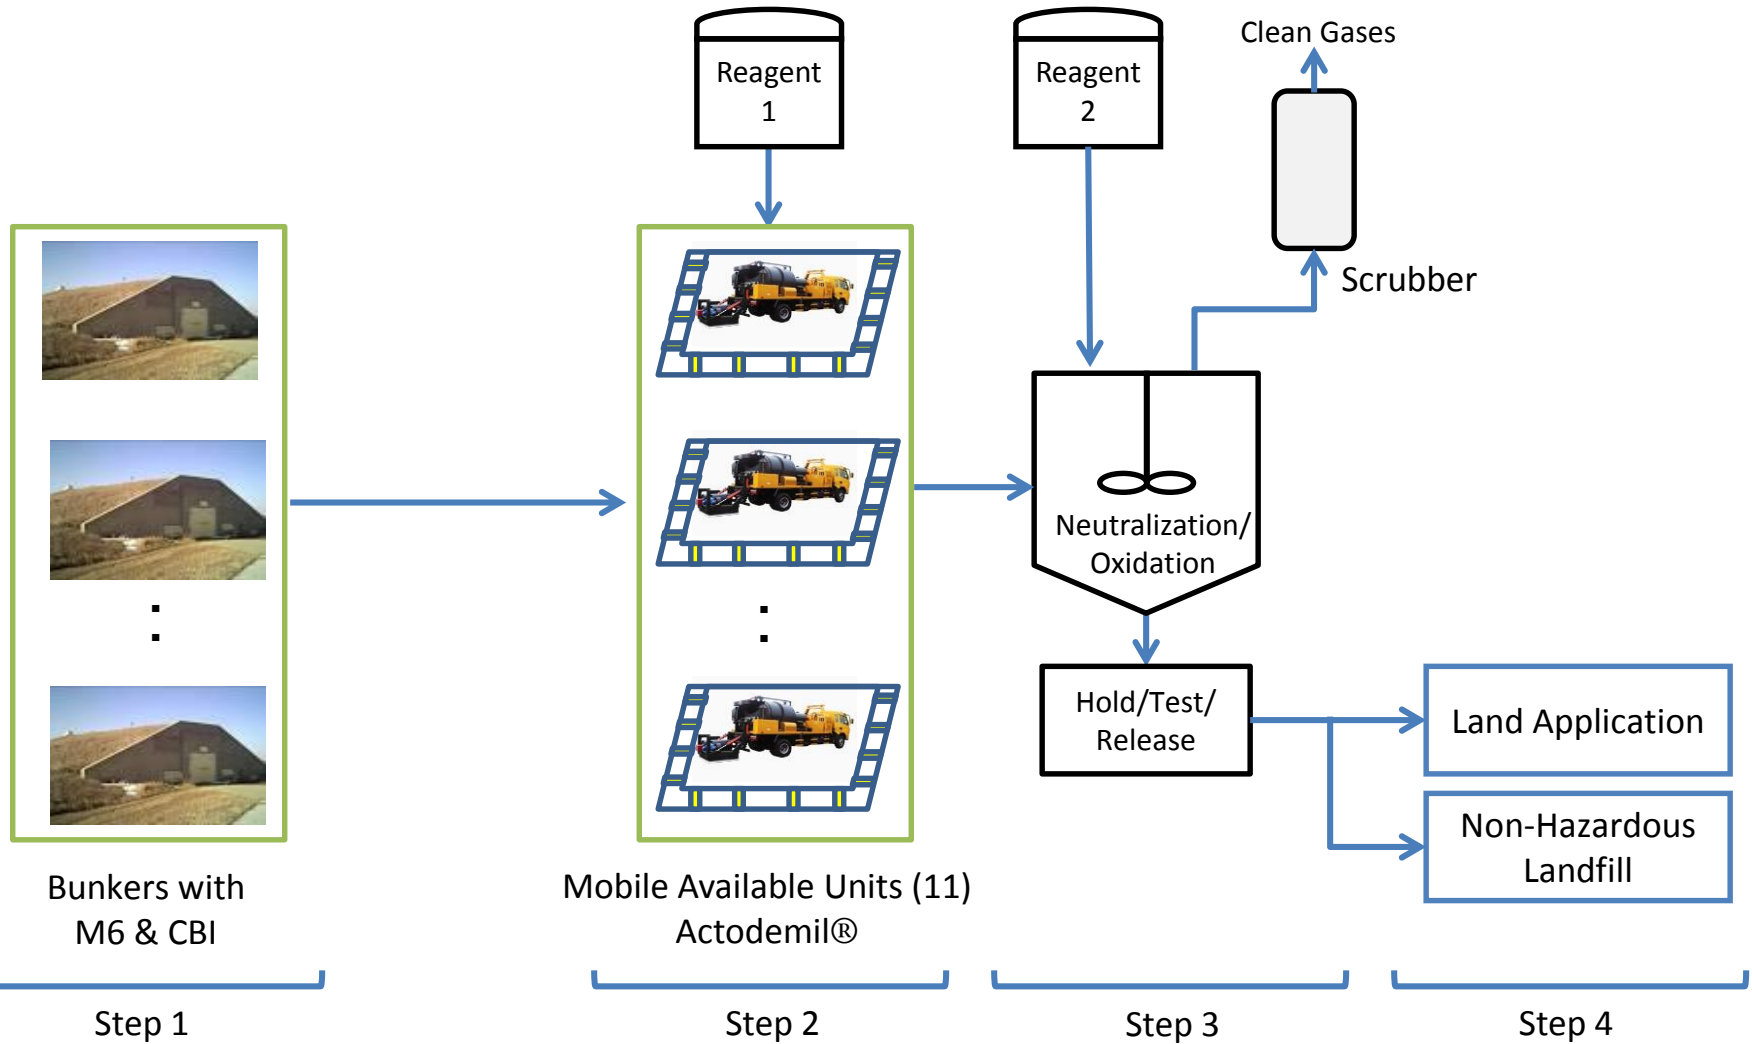 Reagent
1
Reagent
2
Clean Gases
Scrubber
Neutralization/
Oxidation
Hold/Test/
Release
Land Application
Non-Hazardous
Landfill
Bunkers with
M6 & CBI
Mobile Available Units (11)
Actodemil®
Step 1
Step 2
Step 3
Step 4